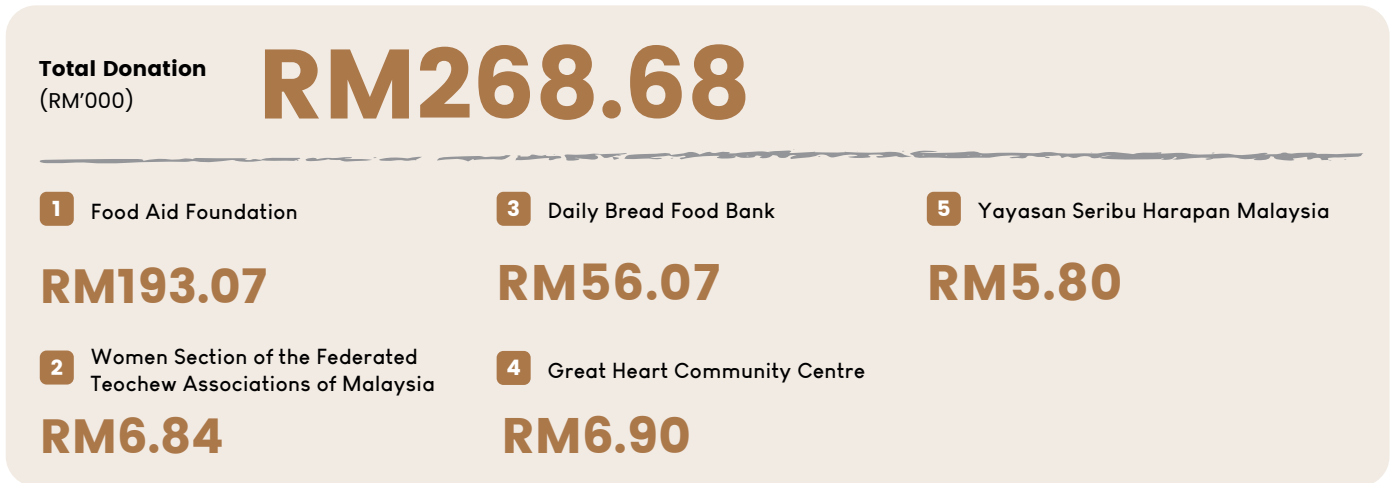 Total Donation
(RM’000)
RM268.68
1 Food Aid Foundation
RM193.07
2 Women Section of the Federated
Teochew Associations of Malaysia
RM6.84
3 Daily Bread Food Bank
RM56.07
4 Great Heart Community Centre
RM6.90
5 Yayasan Seribu Harapan Malaysia
RM5.80